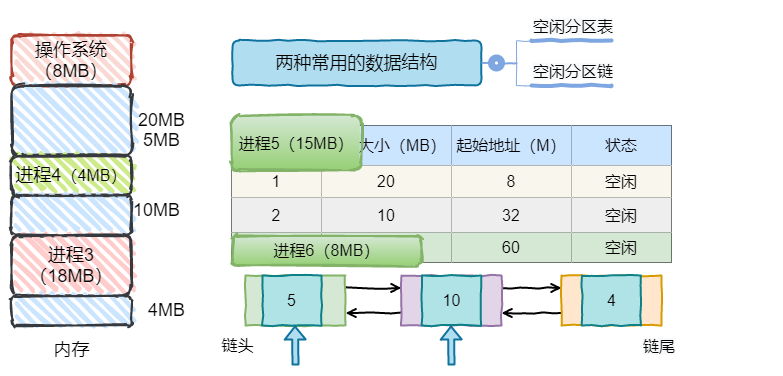 操作系统
（8MB）
20MB
5MB
进程4（4MB）
10MB
进程3
（18MB）
4MB
内存
两种常用的数据结构
空闲分区表
空闲分区链
进程5（15MB） 大小（MB） 起始地址（M） 状态
1 20 8 空闲
2 10 32 空闲
进程6（8MB） 60 空闲
5 10 4
链头 链尾